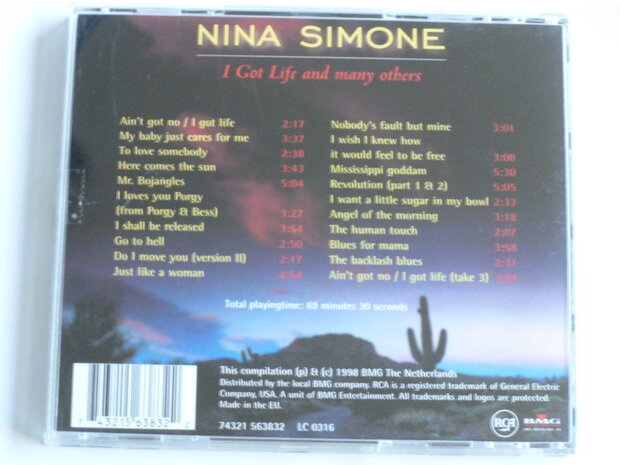 NINA SIMONE
I Got Life and many others
Ain't got no / I got life 2:17
My baby just cares for me 3:37
To love somebody 2:38
Here comes the sun 3:43
Mr. Bojangles 5:04
I loves you Porgy
(from Porgy & Bess) 3:27
I shall be released 3:54
Go to hell 2:50
Do I move you (version II) 2:17
Just like a woman 4:54
Nobody's fault but mine 3:01
I wish I knew how
it would feel to be free 3:08
Mississippi goddam 5:30
Revolution (part 1 & 2) 5:05
I want a little sugar in my bowl 2:33
Angel of the morning 3:18
The human touch 2:07
Blues for mama 3:58
The backlash blues 2:31
Ain't got no / I got life (take 3)
Total playingtime: 69 minutes 30 seconds
This compilation (p) & (c) 1998 BMG The Netherlands
Distributed by the local BMG company. RCA is a registered trademark of General Electric
Company, USA. A unit of BMG Entertainment. All trademarks and logos are protected.
Made in the EU.
74321 563832 LC 0316
7 43215 63832 2
RCA
BMG